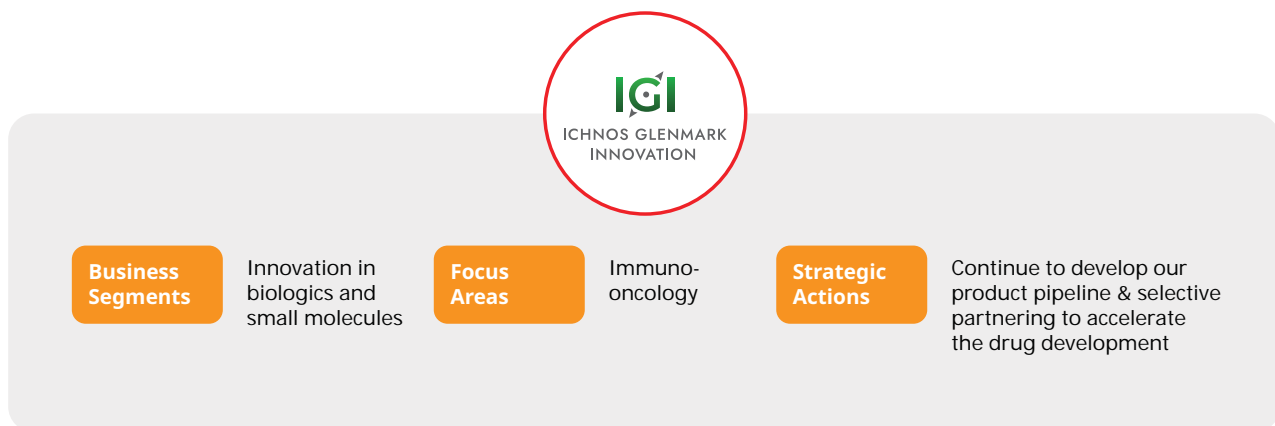 IGI
ICHNOS GLENMARK
INNOVATION
Business
Segments
Innovation in
biologics and
small molecules
Focus
Areas
Immuno-
oncology
Strategic
Actions
Continue to develop our
product pipeline & selective
partnering to accelerate
the drug development